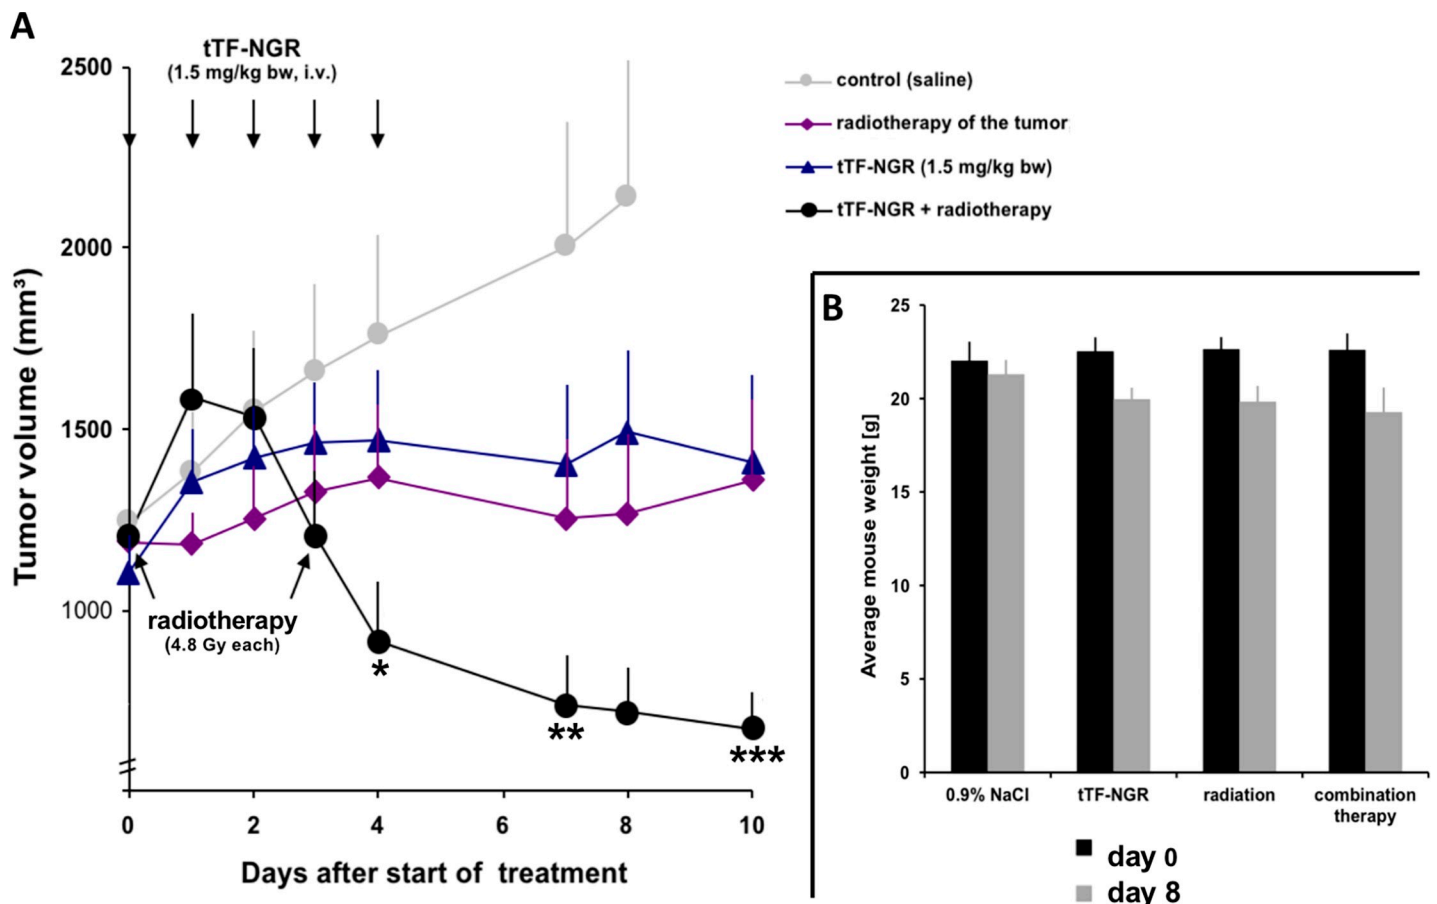 A
tTF-NGR
(1.5 mg/kg bw, i.v.)
2500
2000
1500
1000
Tumor volume (mm³)
radiotherapy
(4.8 Gy each)
*
**
***
0 2 4 6 8 10
Days after start of treatment
control (saline)
radiotherapy of the tumor
tTF-NGR (1.5 mg/kg bw)
tTF-NGR + radiotherapy
B
25
20
15
10
5
0
Average mouse weight [g]
0.9% NaCl tTF-NGR radiation combination
therapy
day 0
day 8